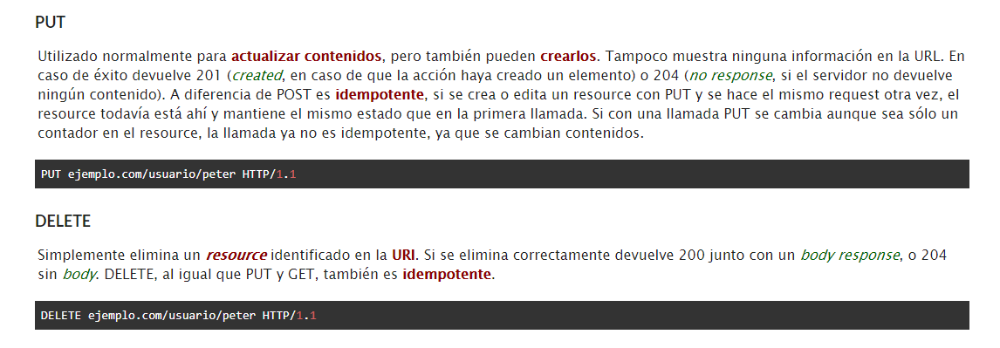 PUT
Utilizado normalmente para actualizar contenidos, pero también pueden crearlos. Tampoco muestra ninguna información en la URL. En
caso de éxito devuelve 201 (created, en caso de que la acción haya creado un elemento) o 204 (no response, si el servidor no devuelve
ningún contenido). A diferencia de POST es idempotente, si se crea o edita un resource con PUT y se hace el mismo request otra vez, el
resource todavía está ahí y mantiene el mismo estado que en la primera llamada. Si con una llamada PUT se cambia aunque sea sólo un
contador en el resource, la llamada ya no es idempotente, ya que se cambian contenidos.
PUT ejemplo.com/usuario/peter HTTP/1.1
DELETE
Simplemente elimina un resource identificado en la URI. Si se elimina correctamente devuelve 200 junto con un body response, o 204
sin body. DELETE, al igual que PUT y GET, también es idempotente.
DELETE ejemplo.com/usuario/peter HTTP/1.1